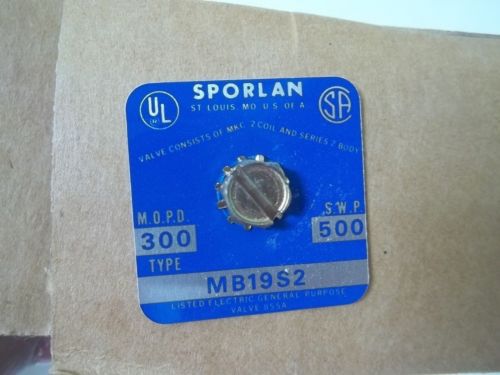 UL
SPORLAN
SA
ST LOUIS. MO. U.S. OF A
VALVE CONSISTS OF MKC 2 COIL AND SERIES 2 BODY
M.O.P.D.
300
S.W.P.
500
TYPE
MB19S2
LISTED ELECTRIC GENERAL PURPOSE
VALVE 855A